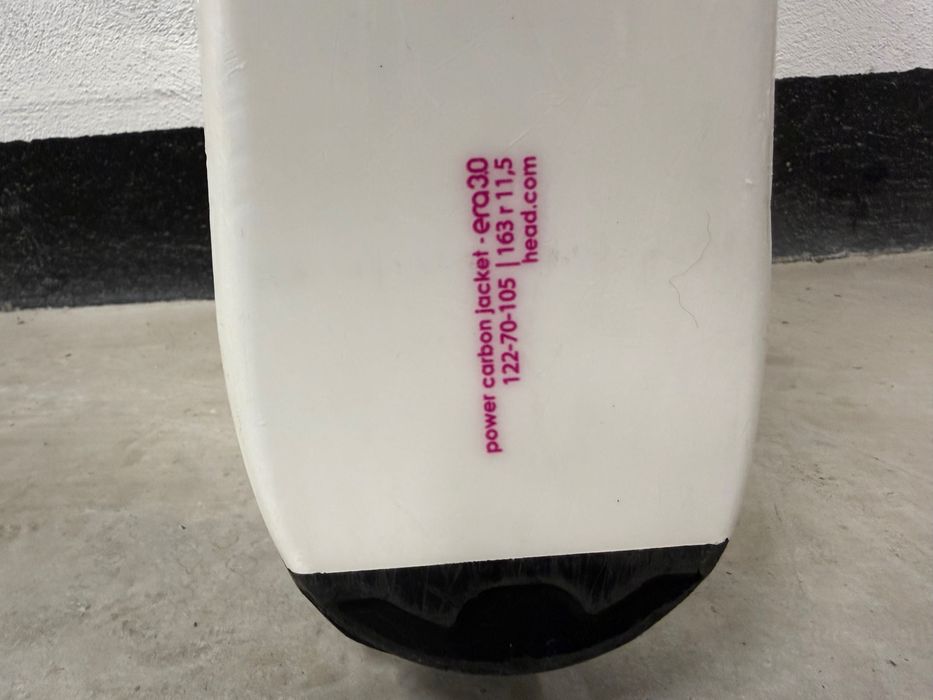 power carbon jacket - era3.0
122-70-105 | 163 r 11,5
head.com